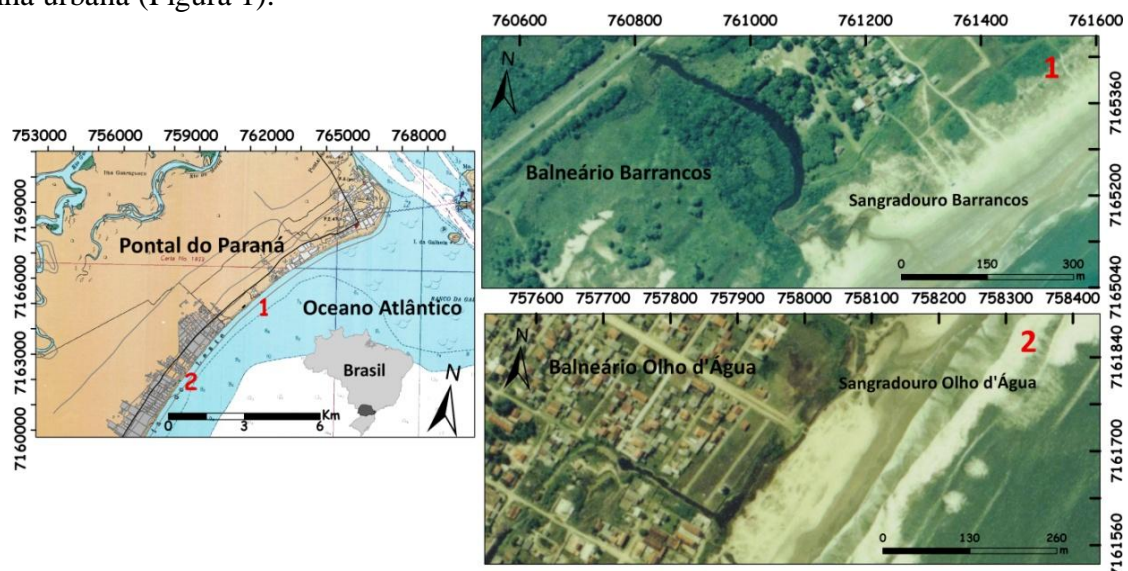 na urbana (Figura 1).
753000 756000 759000 762000 765000 768000
7169000
7166000
7163000
7160000
Pontal do Paraná
Carta No. 1922
1
Oceano Atlântico
2
Brasil
N
0 3 6 Km
760600 760800 761000 761200 761400 761600
N
1
Balneário Barrancos
Sangradouro Barrancos
0 150 300
m
7165360
7165200
7165040
757600 757700 757800 757900 758000 758100 758200 758300 758400
N
2
Balneário Olho d'Água
Sangradouro Olho d'Água
0 130 260
m
7161840
7161700
7161560